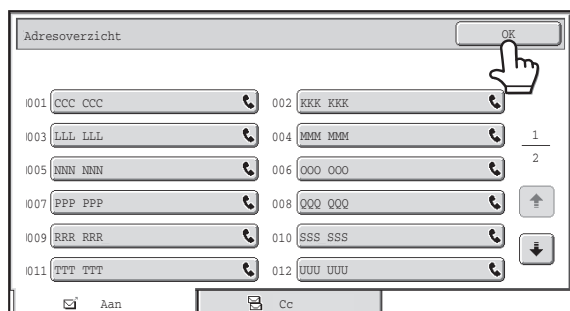 Adresoverzicht OK
001 CCC CCC 002 KKK KKK
003 LLL LLL 004 MMM MMM 1
005 NNN NNN 006 OOO OOO 2
007 PPP PPP 008 QQQ QQQ
009 RRR RRR 010 SSS SSS
011 TTT TTT 012 UUU UUU
Aan Cc